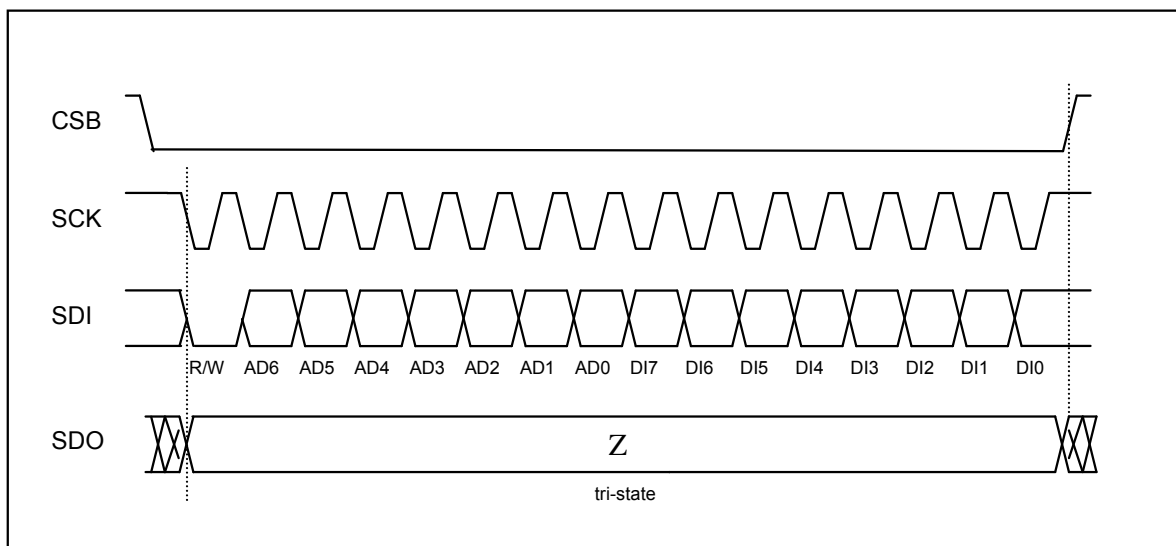 CSB
SCK
SDI
R/W AD6 AD5 AD4 AD3 AD2 AD1 AD0 DI7 DI6 DI5 DI4 DI3 DI2 DI1 DI0
SDO
Z
tri-state